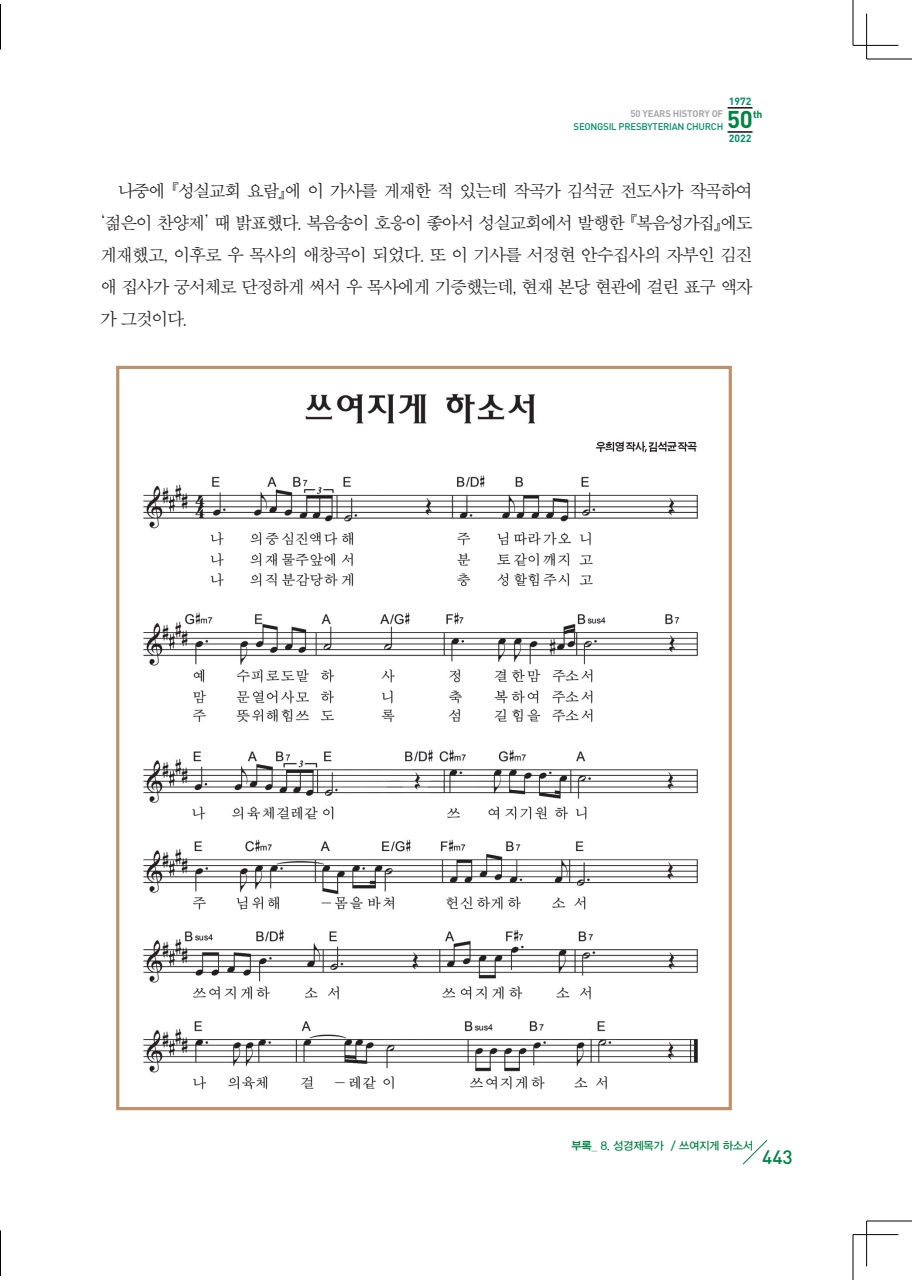 1972
50 YEARS HISTORY OF
SEONGSIL PRESBYTERIAN CHURCH
50th
2022
나중에 『성실교회 요람』에 이 가사를 게재한 적 있는데 작곡가 김석균 전도사가 작곡하여
‘젊은이 찬양제’ 때 밝표했다. 복음송이 호응이 좋아서 성실교회에서 발행한 『복음성가집』에도
게재했고, 이후로 우 목사의 애창곡이 되었다. 또 이 기사를 서정현 안수집사의 자부인 김진
애 집사가 궁서체로 단정하게 써서 우 목사에게 기증했는데, 현재 본당 현관에 걸린 표구 액자
가 그것이다.
쓰여지게 하소서
우희영 작사, 김석균 작곡
E A B7 3 E B/D# B E
4
4
나 의중심진액다해 주 님따라가오 니
나 의재물주앞에서 분 토같이깨지 고
나 의직분감당하게 충 성할힘주시 고
G#m7 E A A/G# F#7 Bsus4 B7
예 수피로도말 하 사 정 결한맘 주소서
맘 문열어사모 하 니 축 복하여 주소서
주 뜻위해힘쓰 도 록 섬 길힘을 주소서
E A B7 3 E B/D# C#m7 G#m7 A
나 의육체걸레같이 쓰 여지기원 하 니
E C#m7 A E/G# F#m7 B7 E
주 님위해 –몸을바쳐 헌신하게하 소 서
Bsus4 B/D# E A F#7 B7
쓰여지게하 소 서 쓰여지게하 소 서
E A Bsus4 B7 E
나 의육체 걸 –레같 이 쓰여지게하 소 서
부록_ 8. 성경제목가 / 쓰여지게 하소서
443